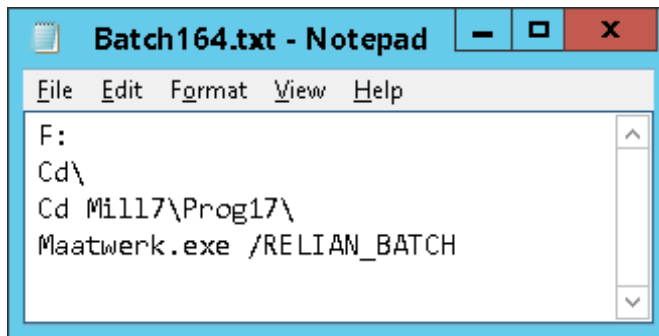 Batch164.txt - Notepad
File Edit Format View Help
F:
Cd\
Cd Mill7\Prog17\
Maatwerk.exe /RELIAN_BATCH